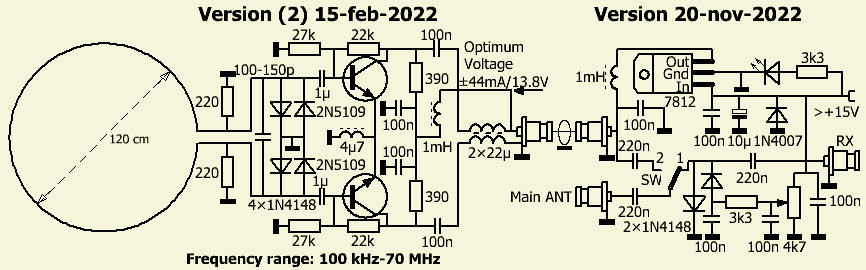 Version (2) 15-feb-2022
Version 20-nov-2022
27k
22k
100n
Optimum
Voltage
±44mA/13.8V
100-150p
1µ
220
2N5109
390
100n
120 cm
4µ7
1mH
2×22µ
220
2N5109
100n
4×1N4148
1µ
390
27k
22k
100n
Frequency range: 100 kHz-70 MHz
1mH
Out
Gnd
In
7812
3k3
100n
100n
10µ
1N4007
>+15V
220n
2
1
SW
220n
RX
Main ANT
220n
2×1N4148
3k3
100n
100n
4k7
100n